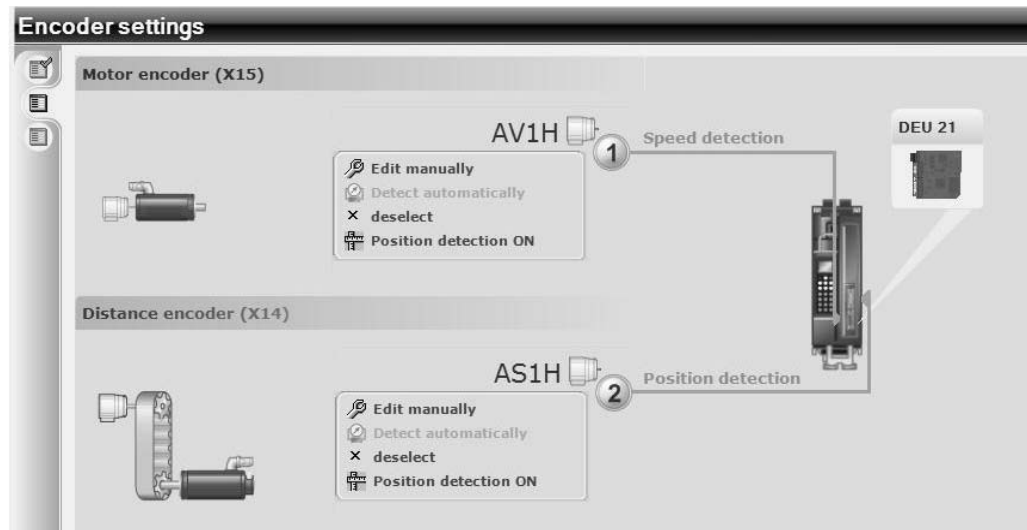 Encoder settings
Motor encoder (X15)
AV1H
1
Speed detection
DEU 21
Edit manually
Detect automatically
deselect
Position detection ON
Distance encoder (X14)
AS1H
2
Position detection
Edit manually
Detect automatically
deselect
Position detection ON